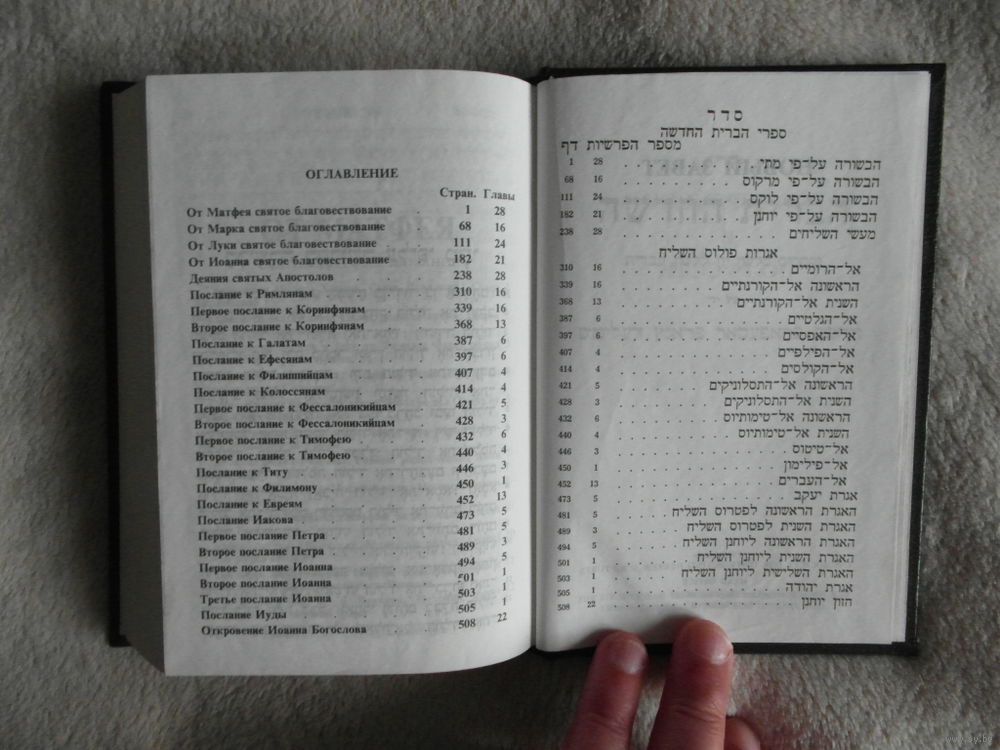 ОГЛАВЛЕНИЕ
Стран. Главы
От Матфея святое благовествование . 1 28
От Марка святое благовествование . 68 16
От Луки святое благовествование . 111 24
От Иоанна святое благовествование . 182 21
Деяния святых Апостолов . . . 238 28
Послание к Римлянам . . . . 310 16
Первое послание к Коринфянам . . 339 16
Второе послание к Коринфянам . . 368 13
Послание к Галатам . . . . 387 6
Послание к Ефесянам . . . . 397 6
Послание к Филиппийцам . . . 407 4
Послание к Колоссянам . . . 414 4
Первое послание к Фессалоникийцам . 421 5
Второе послание к Фессалоникийцам . 428 3
Первое послание к Тимофею . . . 432 6
Второе послание к Тимофею . . . 440 4
Послание к Титу . . . . 446 3
Послание к Филимону . . . . 450 1
Послание к Евреям . . . . 452 13
Послание Иакова . . . . 473 5
Первое послание Петра . . . . 481 5
Второе послание Петра . . . . 489 3
Первое послание Иоанна . . . 494 5
Второе послание Иоанна . . . 501 1
Третье послание Иоанна . . . 503 1
Послание Иуды . . . . 505 1
Откровение Иоанна Богослова . . 508 22
סדר
ספרי הברית החדשה
מספר הפרשיות דף
הבשורה על־פי מתי . . . . . . . . . 28 1
הבשורה על־פי מרקוס . . . . . . . . 16 68
הבשורה על־פי לוקס . . . . . . . . 24 111
הבשורה על־פי יוחנן . . . . . . . . 21 182
מעשי השליחים . . . . . . . . . 28 238
אגרות פולוס השליח
אל־הרומיים . . . . . . . . . . 16 310
הראשונה אל־הקורנתיים . . . . . . . 16 339
השנית אל־הקורנתיים . . . . . . . . 13 368
אל־הגלטיים . . . . . . . . . . 6 387
אל־האפסיים . . . . . . . . . . 6 397
אל־הפילפיים . . . . . . . . . . 4 407
אל־הקולסים . . . . . . . . . . 4 414
הראשונה אל־התסלוניקים . . . . . . 5 421
השנית אל־התסלוניקים . . . . . . . 3 428
הראשונה אל־טימותיוס . . . . . . . 6 432
השנית אל־טימותיוס . . . . . . . . 4 440
אל־טיטוס . . . . . . . . . . 3 446
אל־פילימון . . . . . . . . . . 1 450
אל־העברים . . . . . . . . . . 13 452
אגרת יעקב . . . . . . . . . . 5 473
האגרת הראשונה לפטרוס השליח . . . . . 5 481
האגרת השנית לפטרוס השליח . . . . . . 3 489
האגרת הראשונה ליוחנן השליח . . . . . 5 494
האגרת השנית ליוחנן השליח . . . . . . 1 501
האגרת השלישית ליוחנן השליח . . . . . 1 503
אגרת יהודה . . . . . . . . . . 1 505
חזון יוחנן . . . . . . . . . . 22 508
www.ay.by